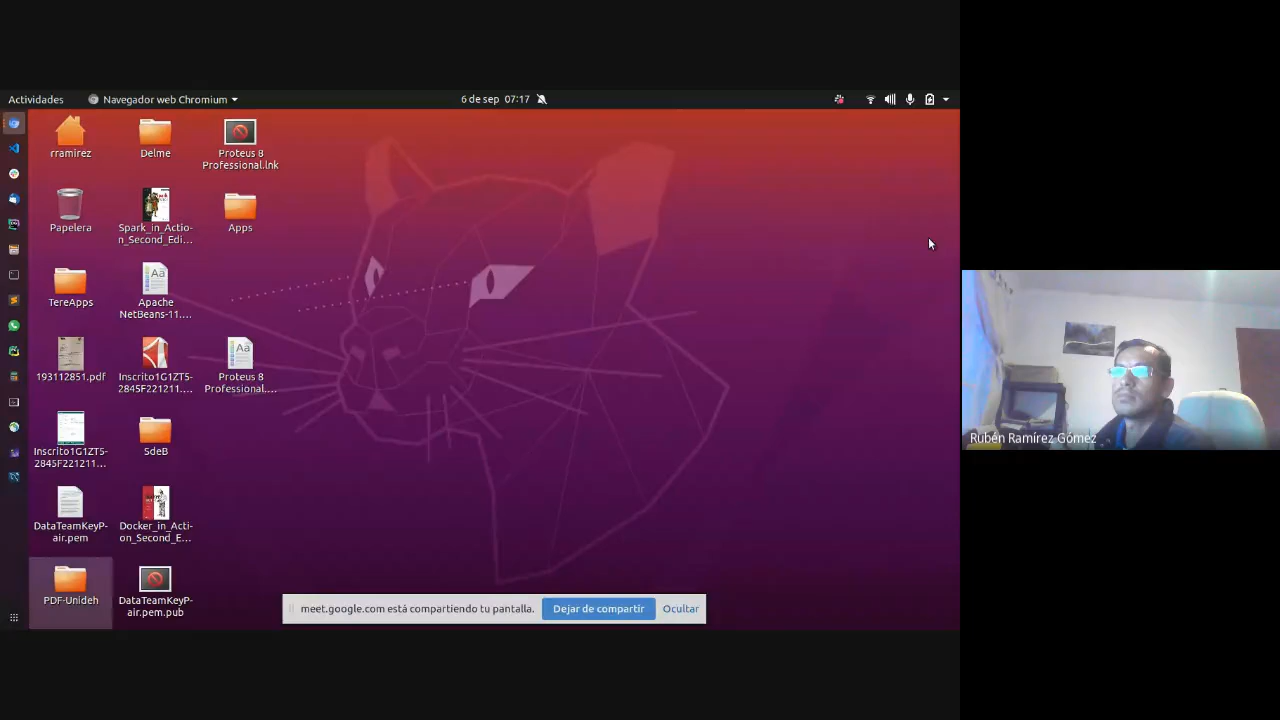 Actividades
Navegador web Chromium
6 de sep 07:17
rramirez
Delme
Proteus 8
Professional.lnk
Papelera
Spark_in_Actio-
n_Second_Edi...
Apps
TereApps
Apache
NetBeans-11....
193112851.pdf
Inscrito1G1ZT5-
2845F221211....
Proteus 8
Professional....
Inscrito1G1ZT5-
2845F221211...
SdeB
DataTeamKeyP-
air.pem
Docker_in_Acti-
on_Second_E...
PDF-Unideh
DataTeamKeyP-
air.pem.pub
meet.google.com está compartiendo tu pantalla.
Dejar de compartir
Ocultar
Rubén Ramírez Gómez